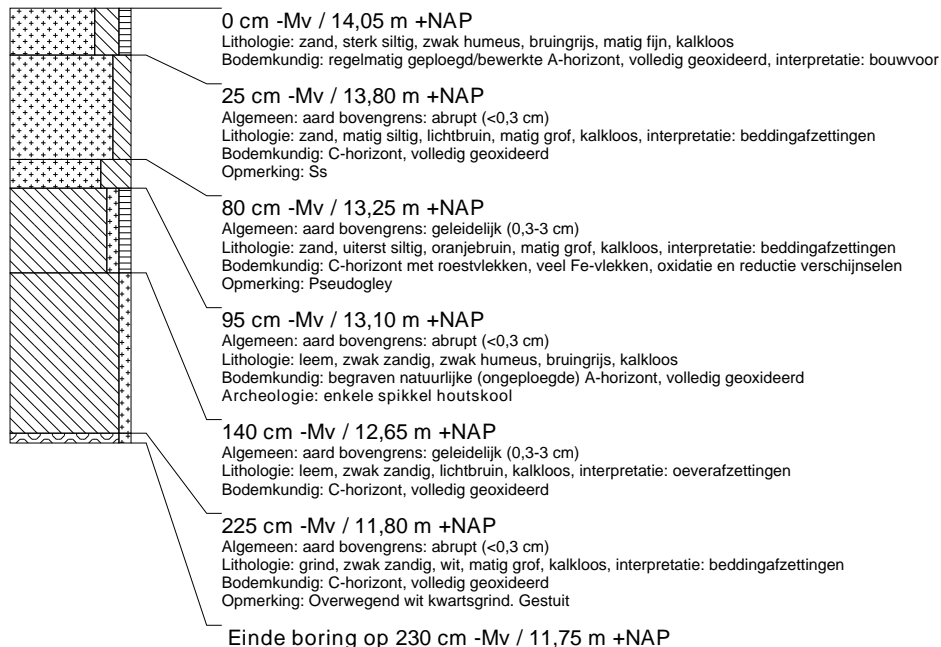 0 cm -Mv / 14,05 m +NAP
Lithologie: zand, sterk siltig, zwak humeus, bruingrijs, matig fijn, kalkloos
Bodemkundig: regelmatig geploegd/bewerkte A-horizont, volledig geoxideerd, interpretatie: bouwvoor
25 cm -Mv / 13,80 m +NAP
Algemeen: aard bovengrens: abrupt (<0,3 cm)
Lithologie: zand, matig siltig, lichtbruin, matig grof, kalkloos, interpretatie: beddingafzettingen
Bodemkundig: C-horizont, volledig geoxideerd
Opmerking: Ss
80 cm -Mv / 13,25 m +NAP
Algemeen: aard bovengrens: geleidelijk (0,3-3 cm)
Lithologie: zand, uiterst siltig, oranjebruin, matig grof, kalkloos, interpretatie: beddingafzettingen
Bodemkundig: C-horizont met roestvlekken, veel Fe-vlekken, oxidatie en reductie verschijnselen
Opmerking: Pseudogley
95 cm -Mv / 13,10 m +NAP
Algemeen: aard bovengrens: abrupt (<0,3 cm)
Lithologie: leem, zwak zandig, zwak humeus, bruingrijs, kalkloos
Bodemkundig: begraven natuurlijke (ongeploegde) A-horizont, volledig geoxideerd
Archeologie: enkele spikkel houtskool
140 cm -Mv / 12,65 m +NAP
Algemeen: aard bovengrens: geleidelijk (0,3-3 cm)
Lithologie: leem, zwak zandig, lichtbruin, kalkloos, interpretatie: oeverafzettingen
Bodemkundig: C-horizont, volledig geoxideerd
225 cm -Mv / 11,80 m +NAP
Algemeen: aard bovengrens: abrupt (<0,3 cm)
Lithologie: grind, zwak zandig, wit, matig grof, kalkloos, interpretatie: beddingafzettingen
Bodemkundig: C-horizont, volledig geoxideerd
Opmerking: Overwegend wit kwartsgrind. Gestuit
Einde boring op 230 cm -Mv / 11,75 m +NAP